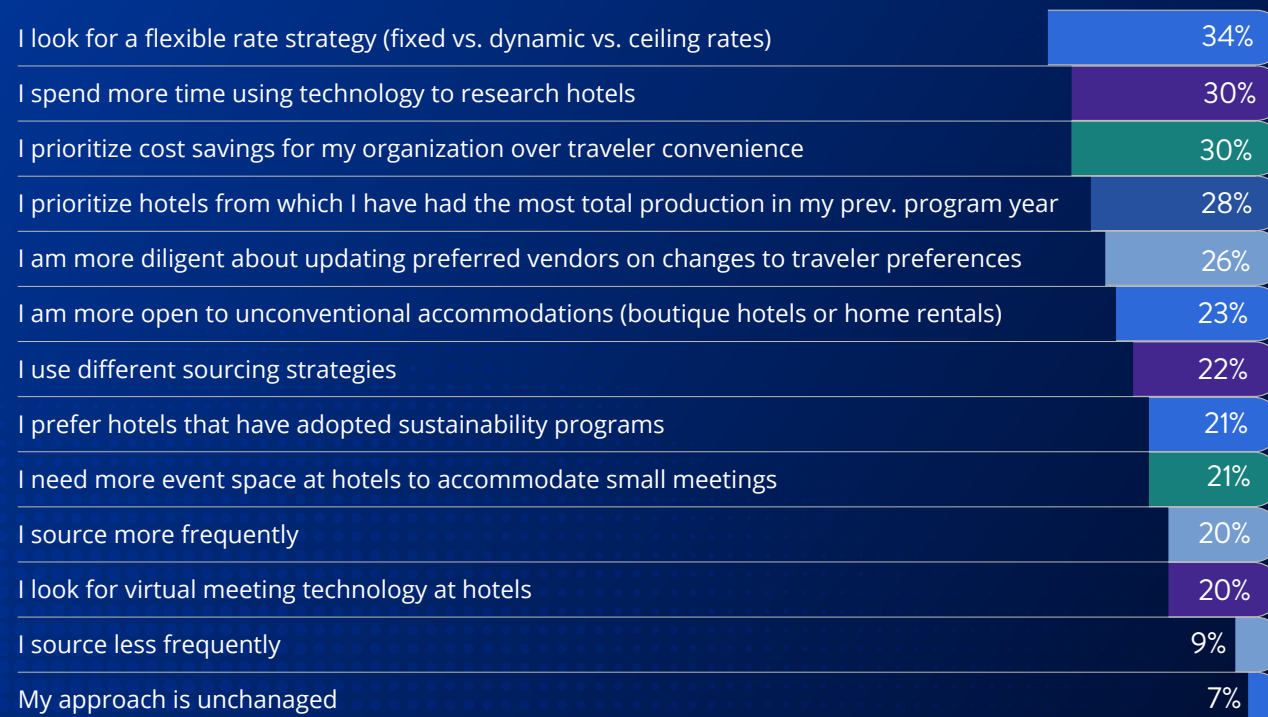 I look for a flexible rate strategy (fixed vs. dynamic vs. ceiling rates) 34%
I spend more time using technology to research hotels 30%
I prioritize cost savings for my organization over traveler convenience 30%
I prioritize hotels from which I have had the most total production in my prev. program year 28%
I am more diligent about updating preferred vendors on changes to traveler preferences 26%
I am more open to unconventional accommodations (boutique hotels or home rentals) 23%
I use different sourcing strategies 22%
I prefer hotels that have adopted sustainability programs 21%
I need more event space at hotels to accommodate small meetings 21%
I source more frequently 20%
I look for virtual meeting technology at hotels 20%
I source less frequently 9%
My approach is unchanaged 7%